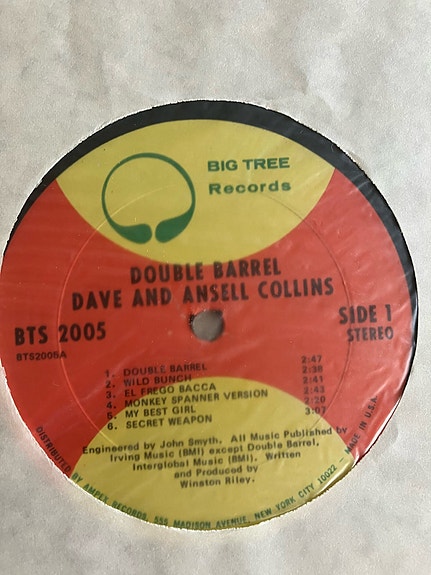 BIG TREE
Records
DOUBLE BARREL
DAVE AND ANSELL COLLINS
BTS 2005
BTS2005A
SIDE 1
STEREO
1. DOUBLE BARREL 2:47
2. WILD BUNCH 2:38
3. EL FREGO BACCA 2:41
4. MONKEY SPANNER VERSION 2:43
5. MY BEST GIRL 2:20
6. SECRET WEAPON 3:07
Engineered by John Smyth. All Music Published by
Irving Music (BMI) except Double Barrel,
Interglobal Music (BMI). Written
and Produced by
Winston Riley.
DISTRIBUTED BY AMPEX RECORDS, 555 MADISON AVENUE, NEW YORK CITY 10022 MADE IN U.S.A.